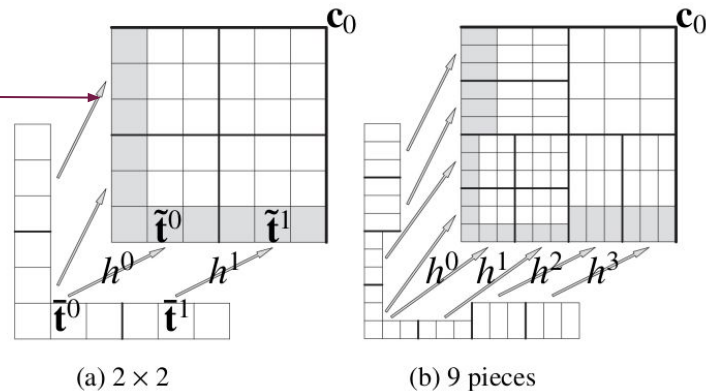 c₀
c₀
t̃⁰ t̃¹
h⁰ h¹
h⁰ h¹ h² h³
t̄⁰ t̄¹
(a) 2 × 2
(b) 9 pieces